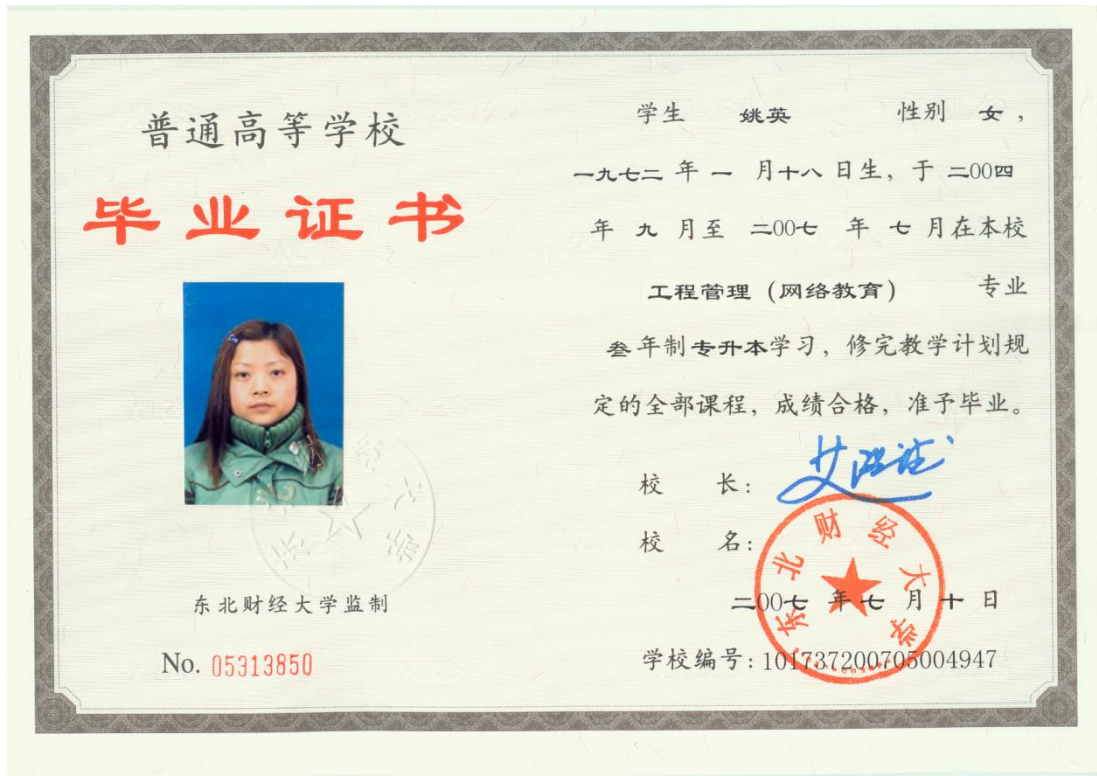 普通高等学校
毕业证书
东北财经大学监制
No. 05313850
学生 姚英 性别 女，
一九七二 年 一 月十八日生，于 二00四
年 九 月至 二00七 年 七 月在本校
工程管理（网络教育） 专业
叁年制专升本学习，修完教学计划规
定的全部课程，成绩合格，准予毕业。
校 长：
校 名：
东北财经大学
二00七 年 七 月 十 日
学校编号：101737200705004947